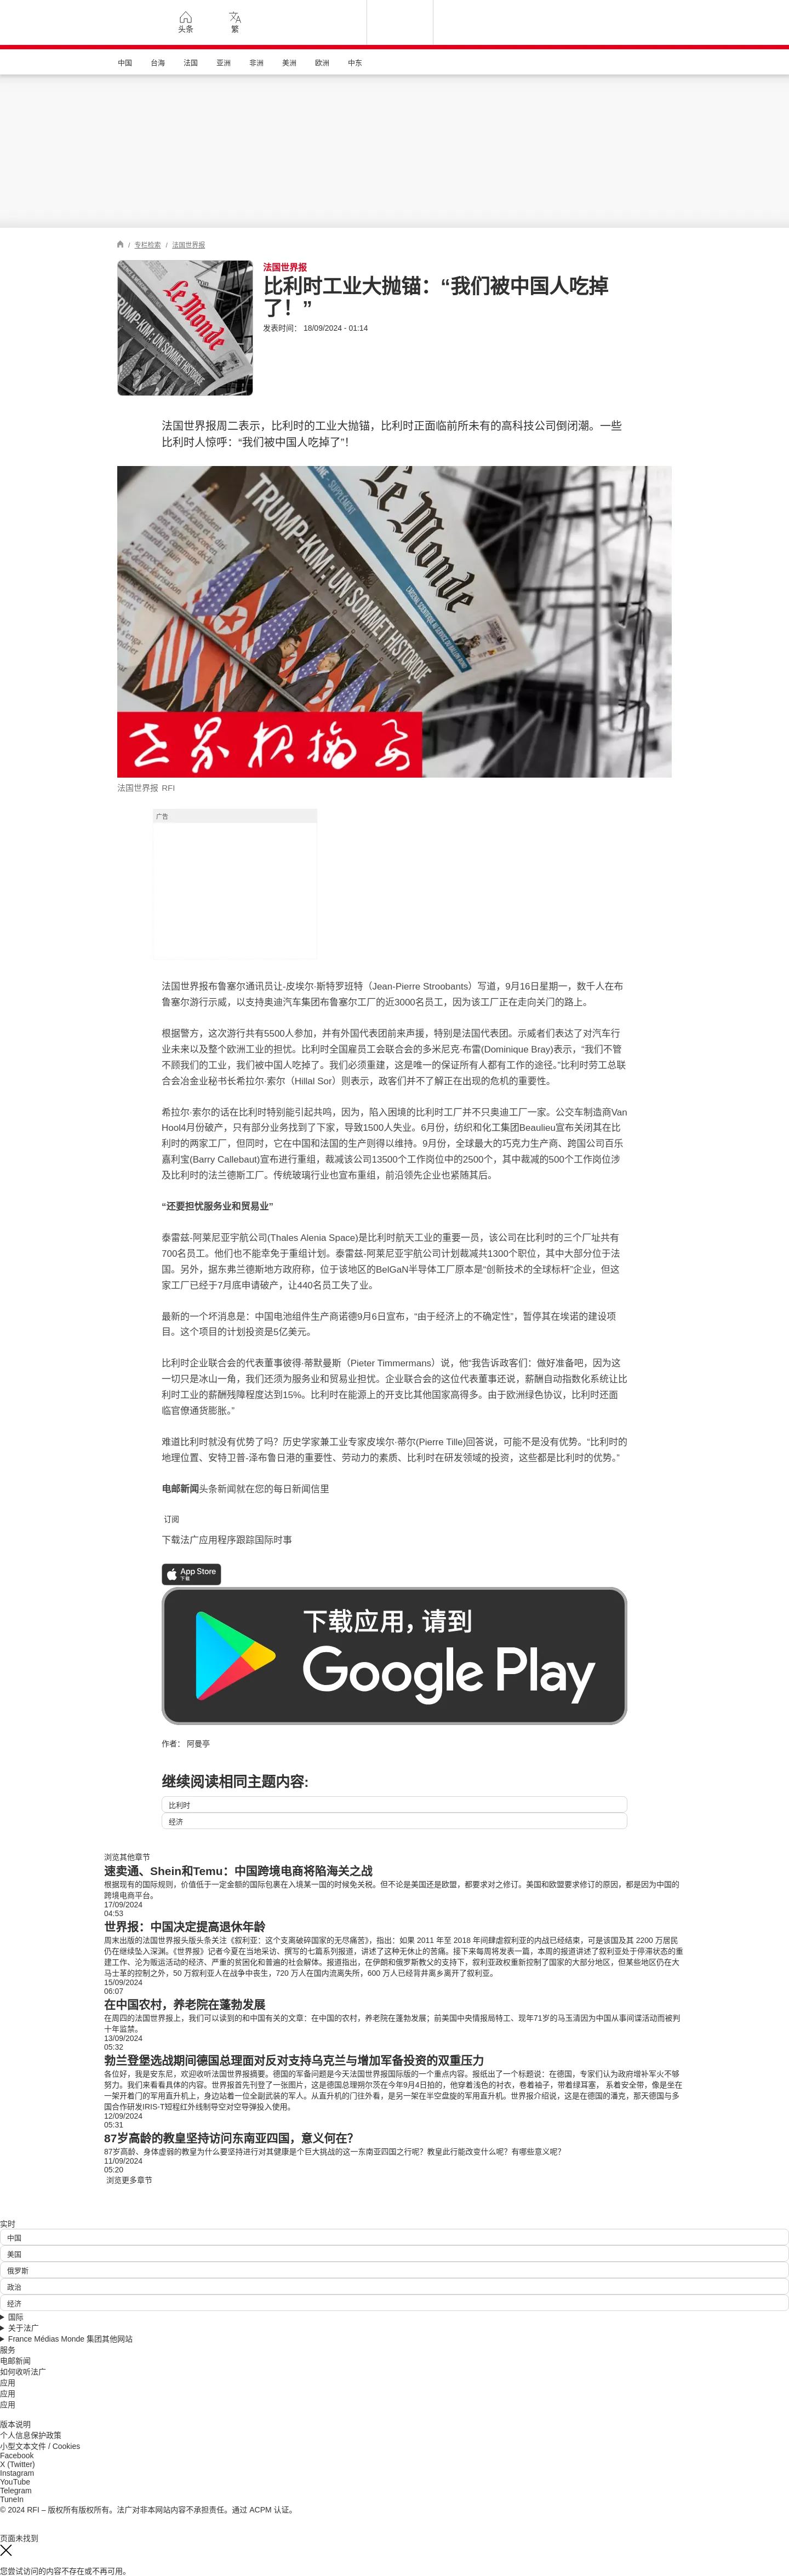 头条
繁
中国 台海 法国 亚洲 非洲 美洲 欧洲 中东
/ 专栏检索 / 法国世界报
法国世界报
比利时工业大抛锚：“我们被中国人吃掉
了！”
发表时间： 18/09/2024 - 01:14
Le Monde
TRUMP-KIM : UN SOMMET HISTORIQUE
法国世界报周二表示，比利时的工业大抛锚，比利时正面临前所未有的高科技公司倒闭潮。一些
比利时人惊呼：“我们被中国人吃掉了”！
Le Monde
TRUMP-KIM : UN SOMMET HISTORIQUE
世界报摘要
法国世界报 RFI
广告
法国世界报布鲁塞尔通讯员让-皮埃尔·斯特罗班特（Jean-Pierre Stroobants）写道，9月16日星期一，数千人在布
鲁塞尔游行示威，以支持奥迪汽车集团布鲁塞尔工厂的近3000名员工，因为该工厂正在走向关门的路上。
根据警方，这次游行共有5500人参加，并有外国代表团前来声援，特别是法国代表团。示威者们表达了对汽车行
业未来以及整个欧洲工业的担忧。比利时全国雇员工会联合会的多米尼克·布雷(Dominique Bray)表示，“我们不管
不顾我们的工业，我们被中国人吃掉了。我们必须重建，这是唯一的保证所有人都有工作的途径。”比利时劳工总联
合会冶金业秘书长希拉尔·索尔（Hillal Sor）则表示，政客们并不了解正在出现的危机的重要性。
希拉尔·索尔的话在比利时特别能引起共鸣，因为，陷入困境的比利时工厂并不只奥迪工厂一家。公交车制造商Van
Hool4月份破产，只有部分业务找到了下家，导致1500人失业。6月份，纺织和化工集团Beaulieu宣布关闭其在比
利时的两家工厂，但同时，它在中国和法国的生产则得以维持。9月份，全球最大的巧克力生产商、跨国公司百乐
嘉利宝(Barry Callebaut)宣布进行重组，裁减该公司13500个工作岗位中的2500个，其中裁减的500个工作岗位涉
及比利时的法兰德斯工厂。传统玻璃行业也宣布重组，前沿领先企业也紧随其后。
“还要担忧服务业和贸易业”
泰雷兹-阿莱尼亚宇航公司(Thales Alenia Space)是比利时航天工业的重要一员，该公司在比利时的三个厂址共有
700名员工。他们也不能幸免于重组计划。泰雷兹-阿莱尼亚宇航公司计划裁减共1300个职位，其中大部分位于法
国。另外，据东弗兰德斯地方政府称，位于该地区的BelGaN半导体工厂原本是“创新技术的全球标杆”企业，但这
家工厂已经于7月底申请破产，让440名员工失了业。
最新的一个坏消息是：中国电池组件生产商诺德9月6日宣布，“由于经济上的不确定性”，暂停其在埃诺的建设项
目。这个项目的计划投资是5亿美元。
比利时企业联合会的代表董事彼得·蒂默曼斯（Pieter Timmermans）说，他“我告诉政客们：做好准备吧，因为这
一切只是冰山一角，我们还须为服务业和贸易业担忧。企业联合会的这位代表董事还说，薪酬自动指数化系统让比
利时工业的薪酬残障程度达到15%。比利时在能源上的开支比其他国家高得多。由于欧洲绿色协议，比利时还面
临官僚通货膨胀。”
难道比利时就没有优势了吗？历史学家兼工业专家皮埃尔·蒂尔(Pierre Tille)回答说，可能不是没有优势。“比利时的
地理位置、安特卫普-泽布鲁日港的重要性、劳动力的素质、比利时在研发领域的投资，这些都是比利时的优势。”
电邮新闻头条新闻就在您的每日新闻信里
订阅
下载法广应用程序跟踪国际时事
App Store
下载
下载应用，请到
Google Play
作者： 阿曼亭
继续阅读相同主题内容:
比利时
经济
浏览其他章节
速卖通、Shein和Temu：中国跨境电商将陷海关之战
根据现有的国际规则，价值低于一定金额的国际包裹在入境某一国的时候免关税。但不论是美国还是欧盟，都要求对之修订。美国和欧盟要求修订的原因，都是因为中国的
跨境电商平台。
17/09/2024
04:53
世界报：中国决定提高退休年龄
周末出版的法国世界报头版头条关注《叙利亚：这个支离破碎国家的无尽痛苦》，指出：如果 2011 年至 2018 年间肆虐叙利亚的内战已经结束，可是该国及其 2200 万居民
仍在继续坠入深渊。《世界报》记者今夏在当地采访、撰写的七篇系列报道，讲述了这种无休止的苦痛。接下来每周将发表一篇，本周的报道讲述了叙利亚处于停滞状态的重
建工作、沦为贩运活动的经济、严重的贫困化和普遍的社会解体。报道指出，在伊朗和俄罗斯教父的支持下，叙利亚政权重新控制了国家的大部分地区，但某些地区仍在大
马士革的控制之外，50 万叙利亚人在战争中丧生，720 万人在国内流离失所，600 万人已经背井离乡离开了叙利亚。
15/09/2024
06:07
在中国农村，养老院在蓬勃发展
在周四的法国世界报上，我们可以读到的和中国有关的文章：在中国的农村，养老院在蓬勃发展；前美国中央情报局特工、现年71岁的马玉清因为中国从事间谍活动而被判
十年监禁。
13/09/2024
05:32
勃兰登堡选战期间德国总理面对反对支持乌克兰与增加军备投资的双重压力
各位好，我是安东尼，欢迎收听法国世界报摘要。德国的军备问题是今天法国世界报国际版的一个重点内容。报纸出了一个标题说：在德国，专家们认为政府增补军火不够
努力。我们来看看具体的内容。世界报首先刊登了一张图片，这是德国总理朔尔茨在今年9月4日拍的，他穿着浅色的衬衣，卷着袖子，带着绿耳塞， 系着安全带，像是坐在
一架开着门的军用直升机上，身边站着一位全副武装的军人。从直升机的门往外看，是另一架在半空盘旋的军用直升机。世界报介绍说，这是在德国的潘克，那天德国与多
国合作研发IRIS-T短程红外线制导空对空导弹投入使用。
12/09/2024
05:31
87岁高龄的教皇坚持访问东南亚四国，意义何在？
87岁高龄、身体虚弱的教皇为什么要坚持进行对其健康是个巨大挑战的这一东南亚四国之行呢？教皇此行能改变什么呢？有哪些意义呢？
11/09/2024
05:20
浏览更多章节
实时
中国
美国
俄罗斯
政治
经济
国际
关于法广
France Médias Monde 集团其他网站
服务
电邮新闻
如何收听法广
应用
应用
应用
版本说明
个人信息保护政策
小型文本文件 / Cookies
Facebook
X (Twitter)
Instagram
YouTube
Telegram
TuneIn
© 2024 RFI – 版权所有版权所有。法广对非本网站内容不承担责任。通过 ACPM 认证。
页面未找到
您尝试访问的内容不存在或不再可用。